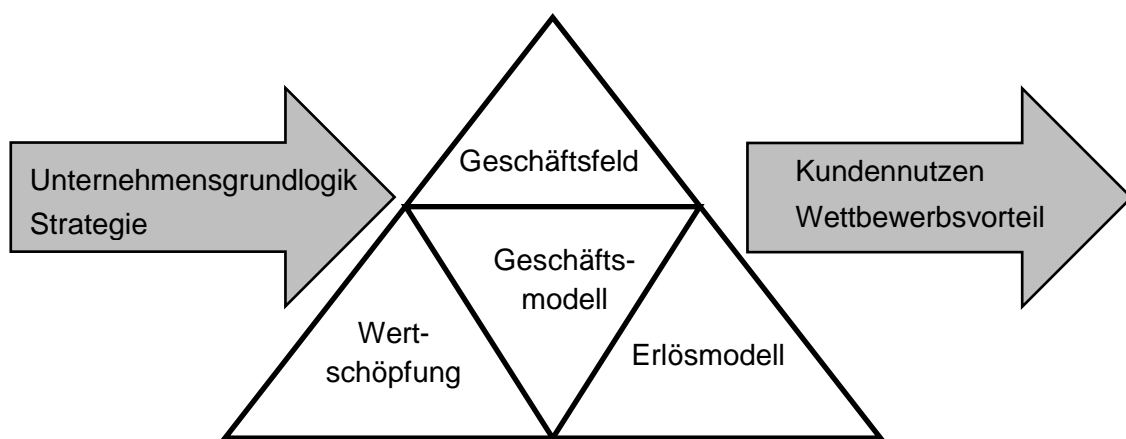 Geschäftsfeld
Unternehmensgrundlogik
Strategie
Kundennutzen
Wettbewerbsvorteil
Geschäfts-
modell
Wert-
schöpfung
Erlösmodell